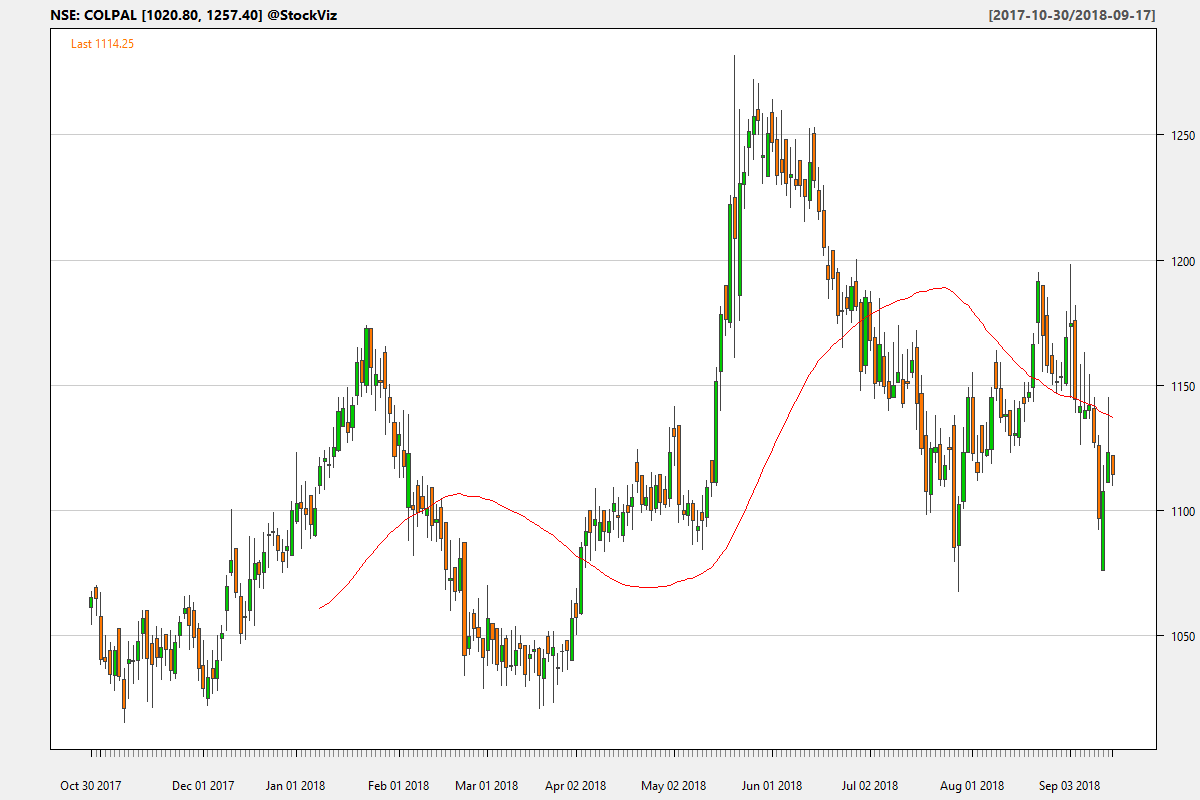 NSE: COLPAL [1020.80, 1257.40] @StockViz
[2017-10-30/2018-09-17]
Last 1114.25
1250
1200
1150
1100
1050
Oct 30 2017 Dec 01 2017 Jan 01 2018 Feb 01 2018 Mar 01 2018 Apr 02 2018 May 02 2018 Jun 01 2018 Jul 02 2018 Aug 01 2018 Sep 03 2018